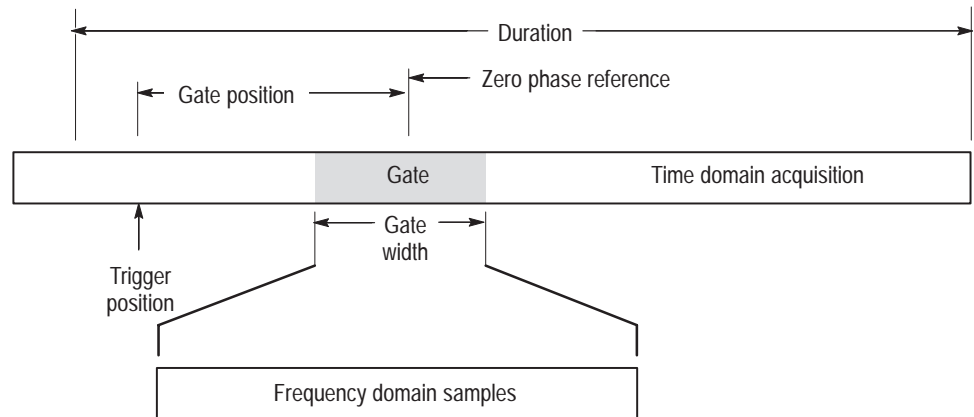 Duration
Zero phase reference
Gate position
Gate
Time domain acquisition
Gate
width
Trigger
position
Frequency domain samples